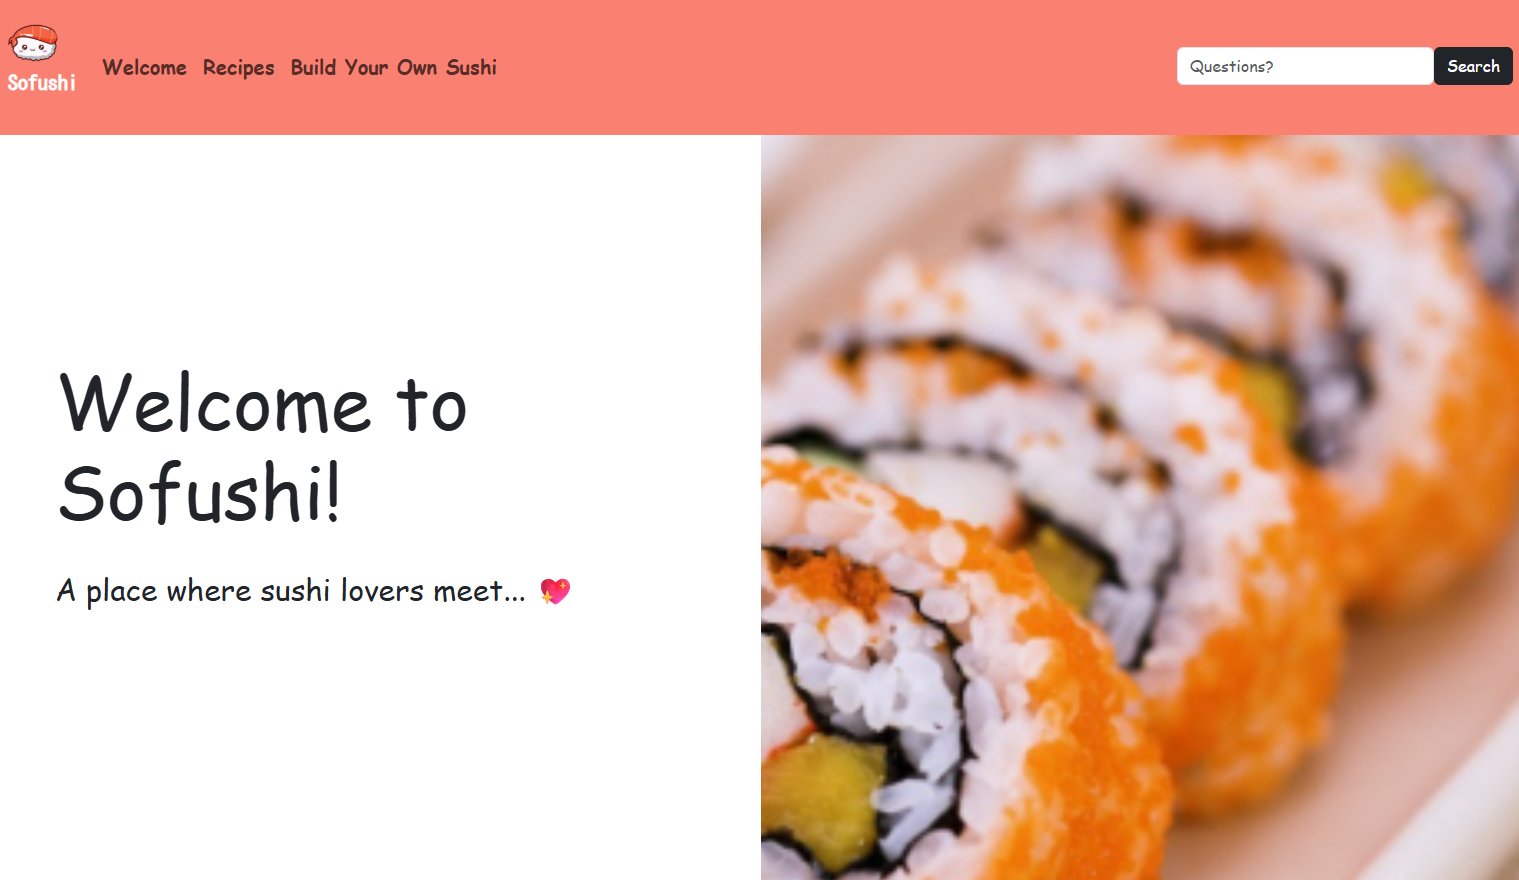 Sofushi
Welcome Recipes Build Your Own Sushi
Questions? Search
Welcome to
Sofushi!
A place where sushi lovers meet... 💖